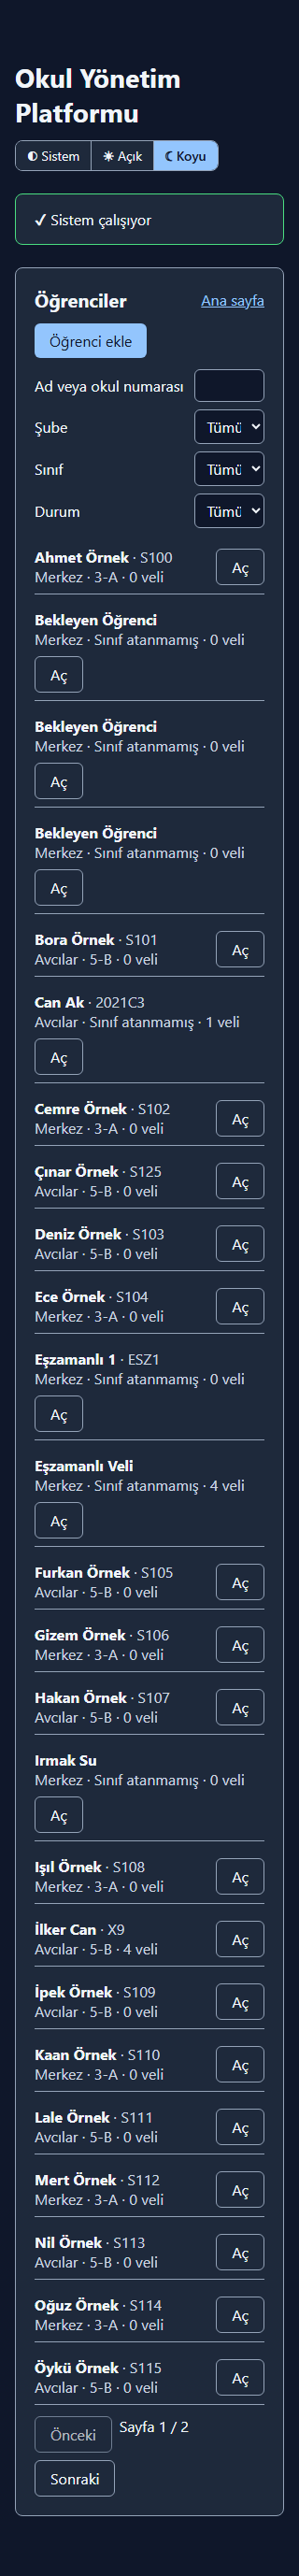 Okul Yönetim
Platformu
◐ Sistem ☀ Açık ☾ Koyu
✓ Sistem çalışıyor
Öğrenciler Ana sayfa
Öğrenci ekle
Ad veya okul numarası
Şube Tümü
Sınıf Tümü
Durum Tümü
Ahmet Örnek · S100
Merkez · 3-A · 0 veli
Aç
Bekleyen Öğrenci
Merkez · Sınıf atanmamış · 0 veli
Aç
Bekleyen Öğrenci
Merkez · Sınıf atanmamış · 0 veli
Aç
Bekleyen Öğrenci
Merkez · Sınıf atanmamış · 0 veli
Aç
Bora Örnek · S101
Avcılar · 5-B · 0 veli
Aç
Can Ak · 2021C3
Avcılar · Sınıf atanmamış · 1 veli
Aç
Cemre Örnek · S102
Merkez · 3-A · 0 veli
Aç
Çınar Örnek · S125
Avcılar · 5-B · 0 veli
Aç
Deniz Örnek · S103
Avcılar · 5-B · 0 veli
Aç
Ece Örnek · S104
Merkez · 3-A · 0 veli
Aç
Eşzamanlı 1 · ESZ1
Merkez · Sınıf atanmamış · 0 veli
Aç
Eşzamanlı Veli
Merkez · Sınıf atanmamış · 4 veli
Aç
Furkan Örnek · S105
Avcılar · 5-B · 0 veli
Aç
Gizem Örnek · S106
Merkez · 3-A · 0 veli
Aç
Hakan Örnek · S107
Avcılar · 5-B · 0 veli
Aç
Irmak Su
Merkez · Sınıf atanmamış · 0 veli
Aç
Işıl Örnek · S108
Merkez · 3-A · 0 veli
Aç
İlker Can · X9
Avcılar · 5-B · 4 veli
Aç
İpek Örnek · S109
Avcılar · 5-B · 0 veli
Aç
Kaan Örnek · S110
Merkez · 3-A · 0 veli
Aç
Lale Örnek · S111
Avcılar · 5-B · 0 veli
Aç
Mert Örnek · S112
Merkez · 3-A · 0 veli
Aç
Nil Örnek · S113
Avcılar · 5-B · 0 veli
Aç
Oğuz Örnek · S114
Merkez · 3-A · 0 veli
Aç
Öykü Örnek · S115
Avcılar · 5-B · 0 veli
Aç
Önceki Sayfa 1 / 2
Sonraki